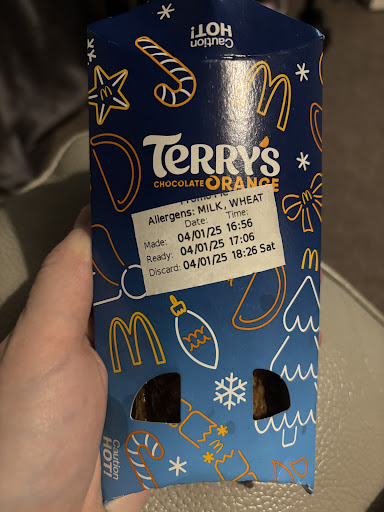 Caution
HOT!
TERRY'S
CHOCOLATE ORANGE
Allergens: MILK, WHEAT
Date: Time:
Made: 04/01/25 16:56
Ready: 04/01/25 17:06
Discard: 04/01/25 18:26 Sat
Caution
HOT!